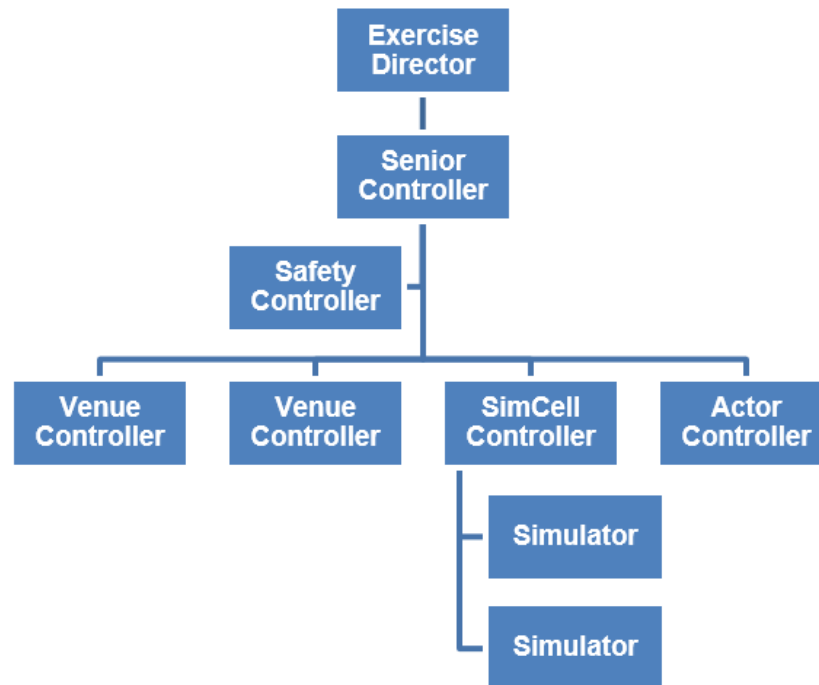 Exercise
Director
Senior
Controller
Safety
Controller
Venue
Controller
Venue
Controller
SimCell
Controller
Actor
Controller
Simulator
Simulator